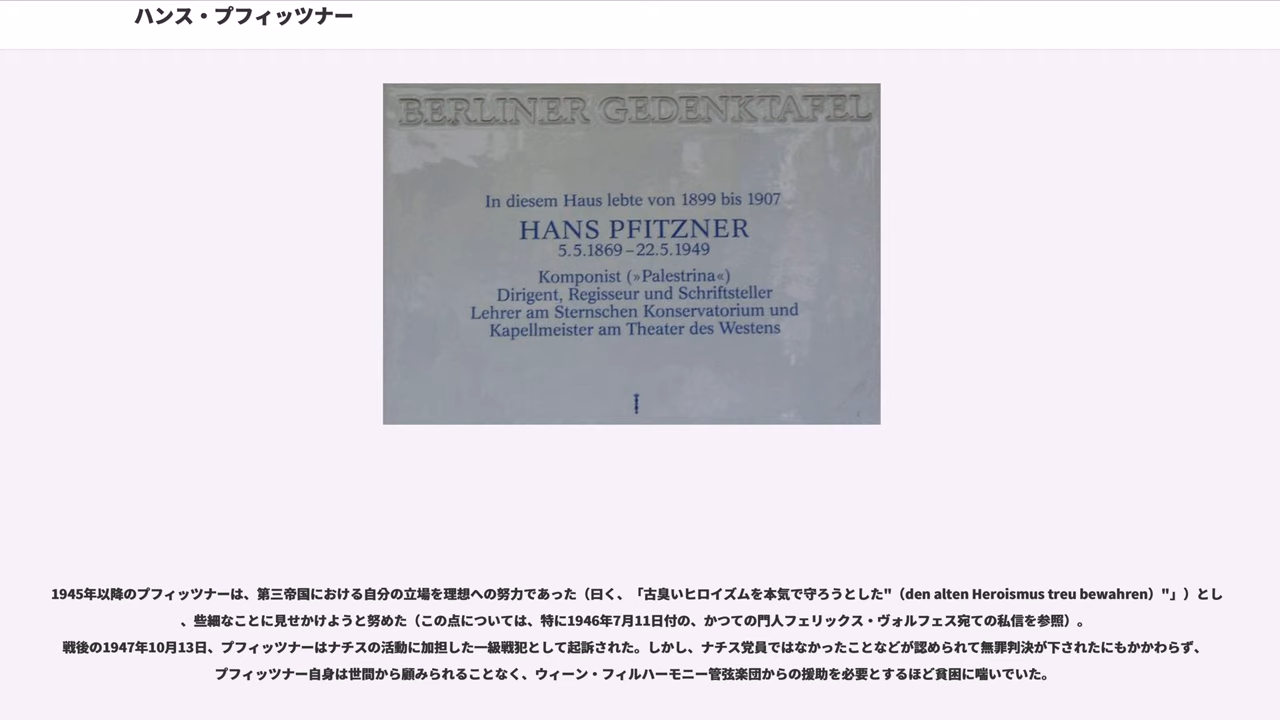 ハンス・プフィッツナー
BERLINER GEDENKTAFEL
In diesem Haus lebte von 1899 bis 1907
HANS PFITZNER
5.5.1869–22.5.1949
Komponist (»Palestrina«)
Dirigent, Regisseur und Schriftsteller
Lehrer am Sternschen Konservatorium und
Kapellmeister am Theater des Westens
1945年以降のプフィッツナーは、第三帝国における自分の立場を理想への努力であった（曰く、「古臭いヒロイズムを本気で守ろうとした"（den alten Heroismus treu bewahren）"」）とし
、些細なことに見せかけようと努めた（この点については、特に1946年7月11日付の、かつての門人フェリックス・ヴォルフェス宛ての私信を参照）。
戦後の1947年10月13日、プフィッツナーはナチスの活動に加担した一級戦犯として起訴された。しかし、ナチス党員ではなかったことなどが認められて無罪判決が下されたにもかかわらず、
プフィッツナー自身は世間から顧みられることなく、ウィーン・フィルハーモニー管弦楽団からの援助を必要とするほど貧困に喘いでいた。